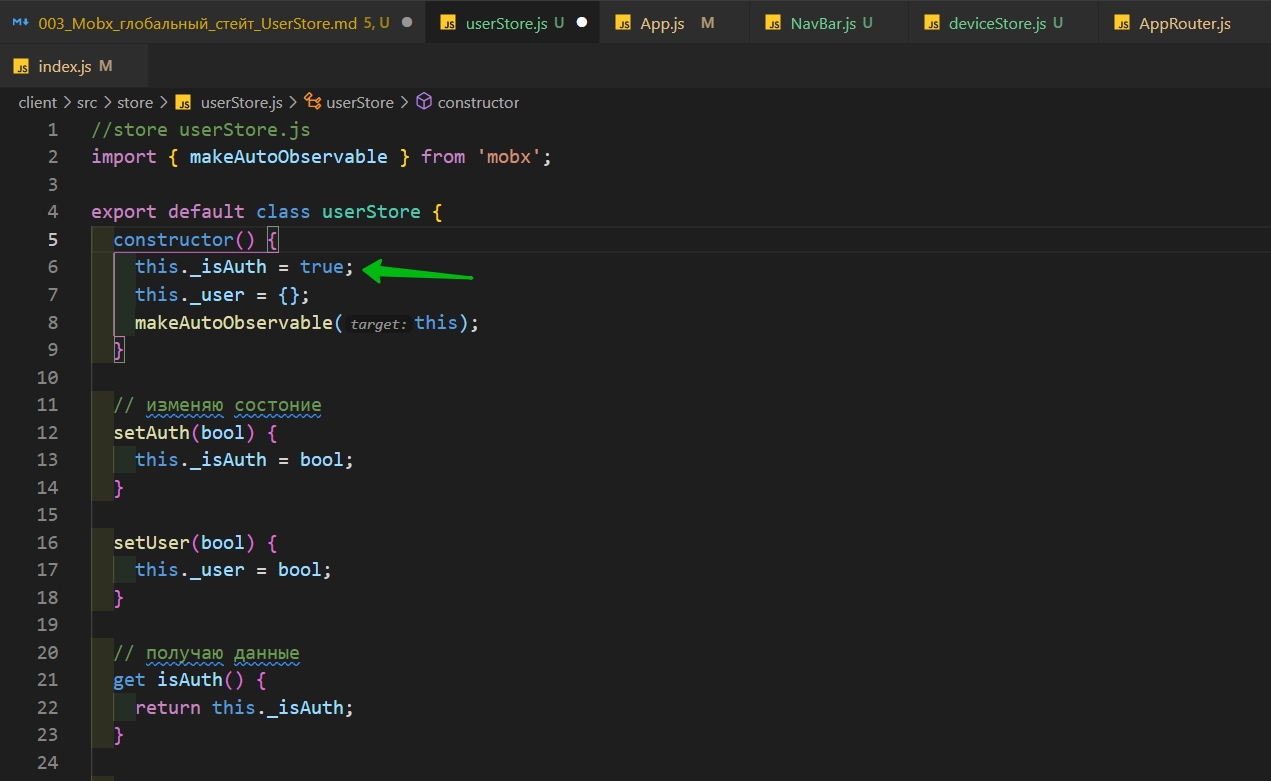 003_Mobx_глобальный_стейт_UserStore.md 5, U
JS userStore.js U
JS App.js M
JS NavBar.js U
JS deviceStore.js U
JS AppRouter.js
JS index.js M
client > src > store > JS userStore.js > userStore > constructor
1 //store userStore.js
2 import { makeAutoObservable } from 'mobx';
3
4 export default class userStore {
5 constructor() {
6 this._isAuth = true;
7 this._user = {};
8 makeAutoObservable( target: this);
9 }
10
11 // изменяю состоние
12 setAuth(bool) {
13 this._isAuth = bool;
14 }
15
16 setUser(bool) {
17 this._user = bool;
18 }
19
20 // получаю данные
21 get isAuth() {
22 return this._isAuth;
23 }
24